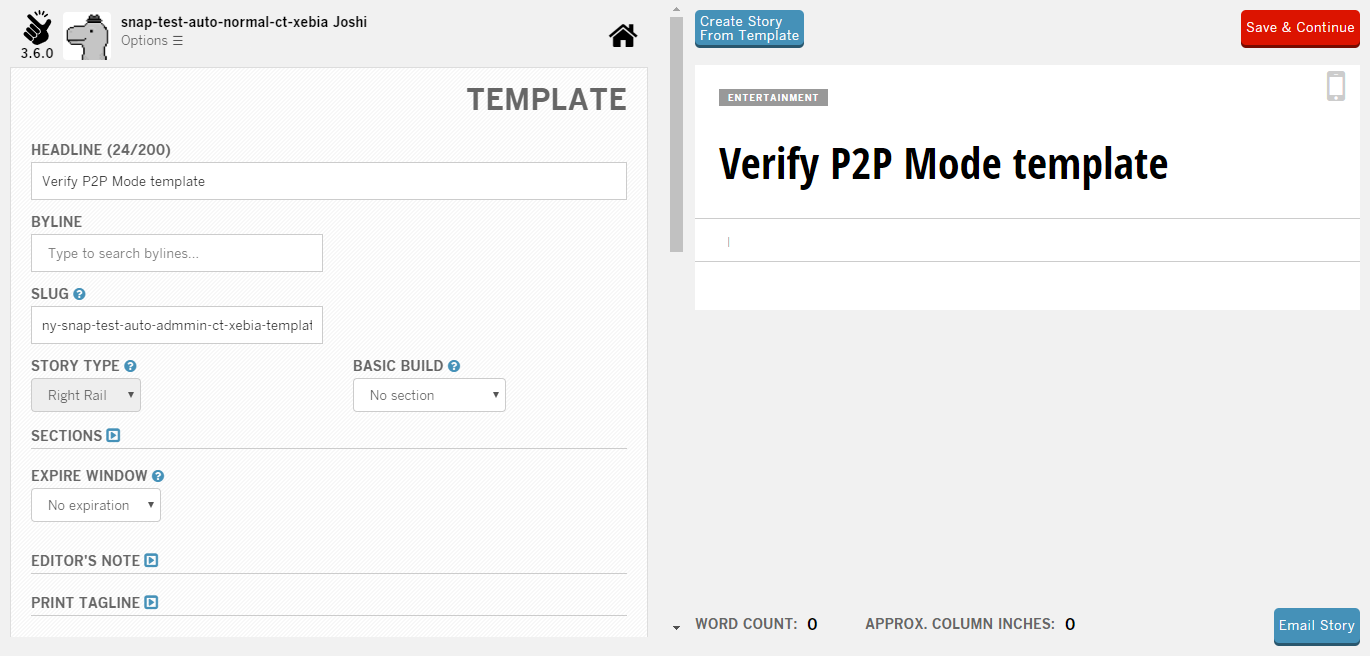 snap-test-auto-normal-ct-xebia Joshi
Options ☰
3.6.0
TEMPLATE
HEADLINE (24/200)
Verify P2P Mode template
BYLINE
Type to search bylines...
SLUG
ny-snap-test-auto-admmin-ct-xebia-templat
STORY TYPE
BASIC BUILD
Right Rail
No section
SECTIONS
EXPIRE WINDOW
No expiration
EDITOR'S NOTE
PRINT TAGLINE
Create Story
From Template
Save & Continue
ENTERTAINMENT
Verify P2P Mode template
WORD COUNT: 0
APPROX. COLUMN INCHES: 0
Email Story